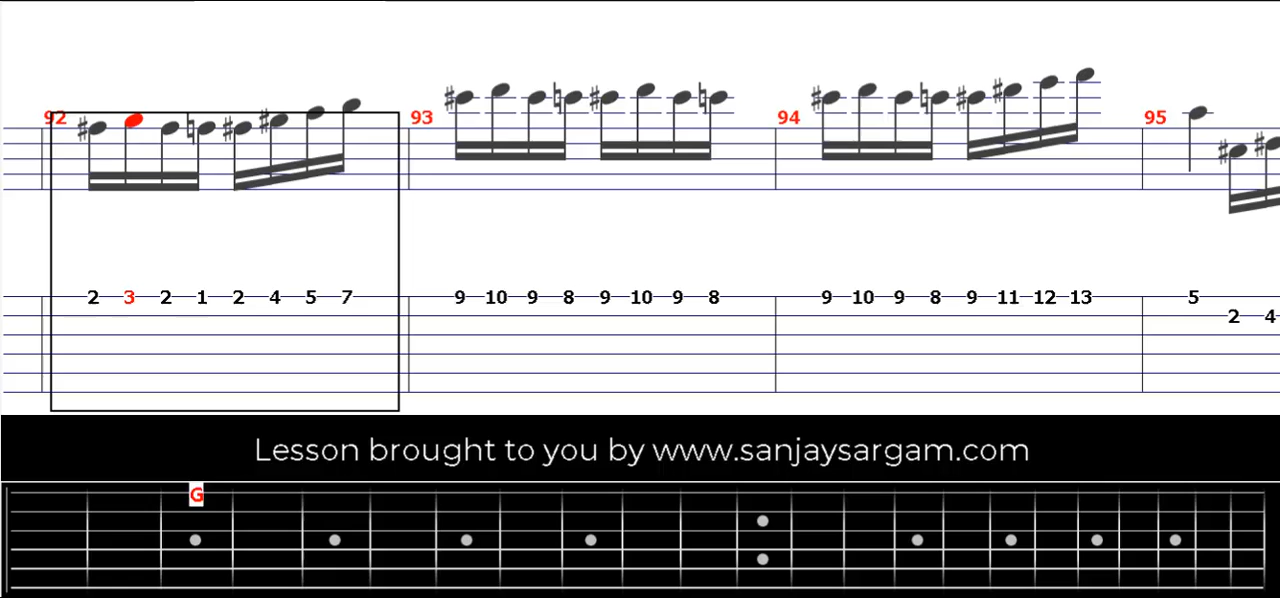 92 93 94 95
2 3 2 1 2 4 5 7 9 10 9 8 9 10 9 8 9 10 9 8 9 11 12 13 5
2 4
Lesson brought to you by www.sanjaysargam.com
G